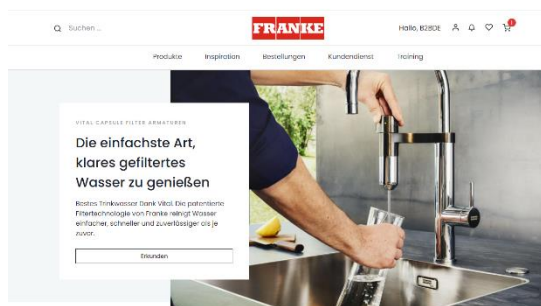 Suchen ...
FRANKE
Hallo, B2BDE
Produkte Inspiration Bestellungen Kundendienst Training
VITAL CAPSULE FILTER ARMATUREN
Die einfachste Art,
klares gefiltertes
Wasser zu genießen
Bestes Trinkwasser Dank Vital. Die patentierte
Filtertechnologie von Franke reinigt Wasser
einfacher, schneller und zuverlässiger als je
zuvor.
Erkunden